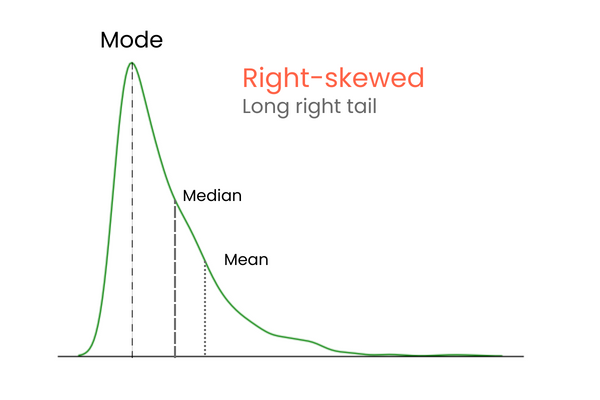 Mode
Right-skewed
Long right tail
Median
Mean